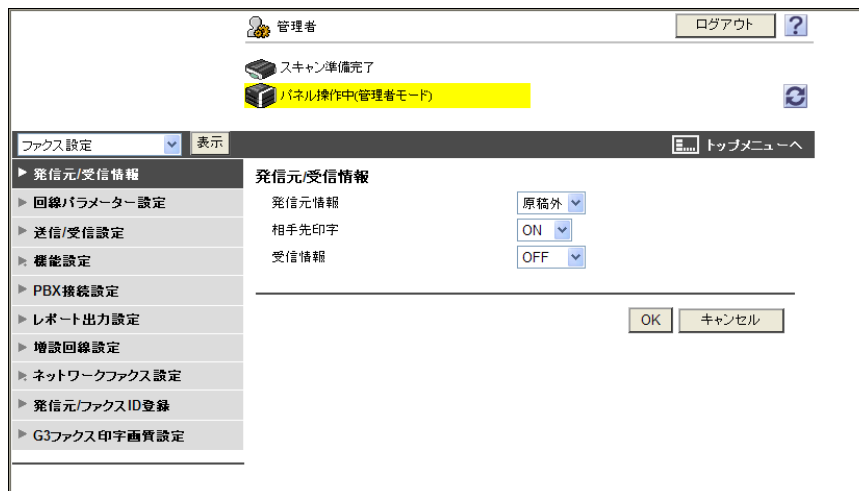 管理者
ログアウト
?
スキャン準備完了
パネル操作中(管理者モード)
ファクス設定
表示
トップメニューへ
発信元/受信情報
回線パラメーター設定
送信/受信設定
機能設定
PBX接続設定
レポート出力設定
増設回線設定
ネットワークファクス設定
発信元/ファクスID登録
G3ファクス印字画質設定
発信元/受信情報
発信元情報 原稿外
相手先印字 ON
受信情報 OFF
OK キャンセル